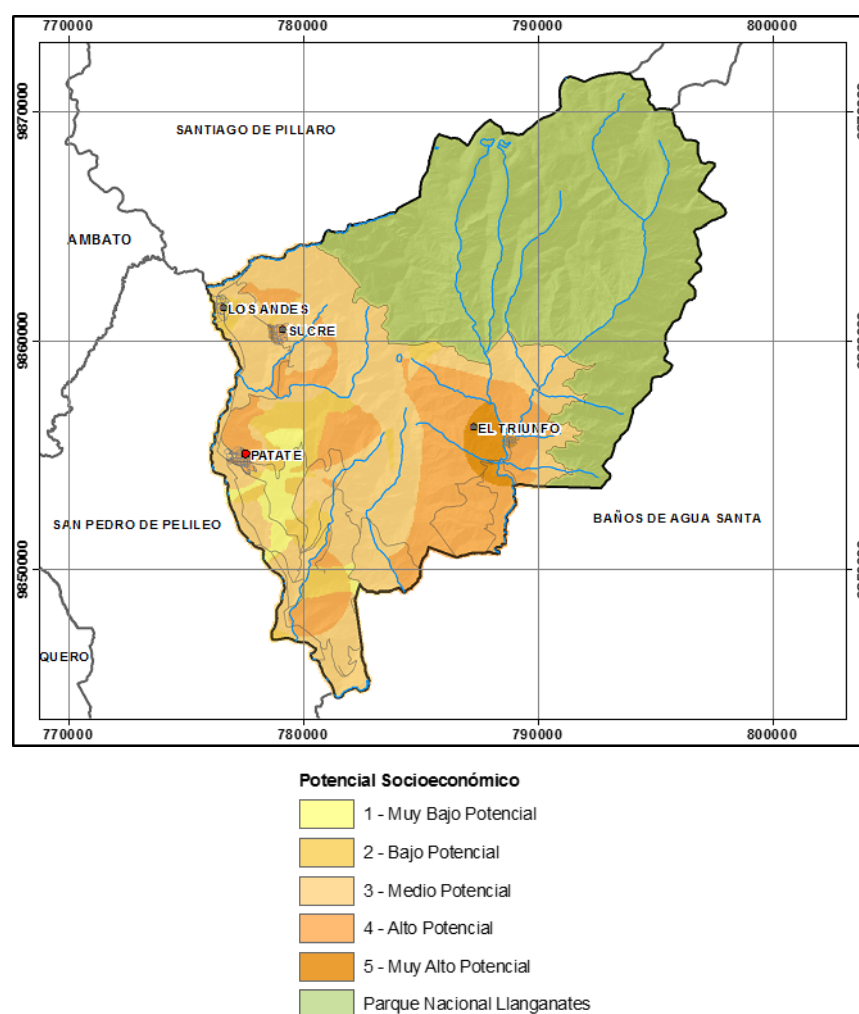 770000 780000 790000 800000
9870000
SANTIAGO DE PILLARO
AMBATO
LOS ANDES
SUCRE
9860000
EL TRIUNFO
PATATE
SAN PEDRO DE PELILEO
BAÑOS DE AGUA SANTA
9850000
QUERO
770000 780000 790000 800000
Potencial Socioeconómico
1 - Muy Bajo Potencial
2 - Bajo Potencial
3 - Medio Potencial
4 - Alto Potencial
5 - Muy Alto Potencial
Parque Nacional Llanganates